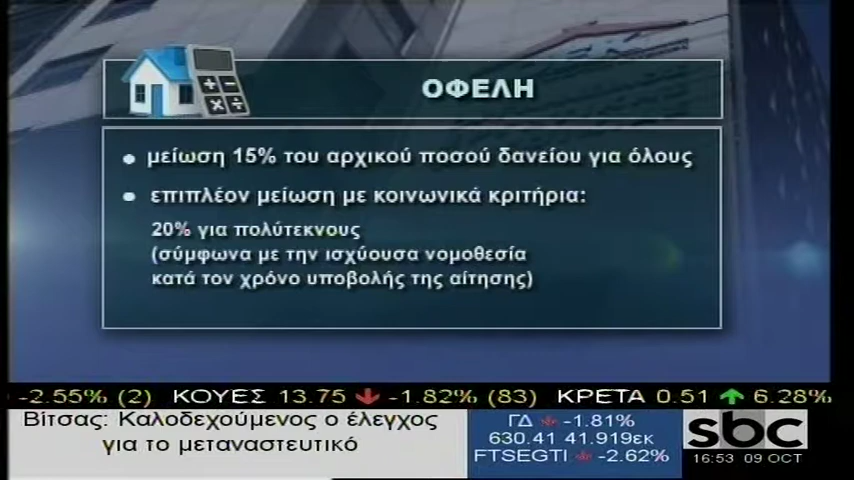 ΟΦΕΛΗ
μείωση 15% του αρχικού ποσού δανείου για όλους
επιπλέον μείωση με κοινωνικά κριτήρια:
20% για πολύτεκνους
(σύμφωνα με την ισχύουσα νομοθεσία
κατά τον χρόνο υποβολής της αίτησης)
-2.55% (2) ΚΟΥΕΣ 13.75 -1.82% (83) ΚΡΕΤΑ 0.51 6.28%
Βίτσας: Καλοδεχούμενος ο έλεγχος
για το μεταναστευτικό
ΓΔ -1.81%
630.41 41.919εκ
FTSEGTI -2.62%
sbc
16:53 09 OCT